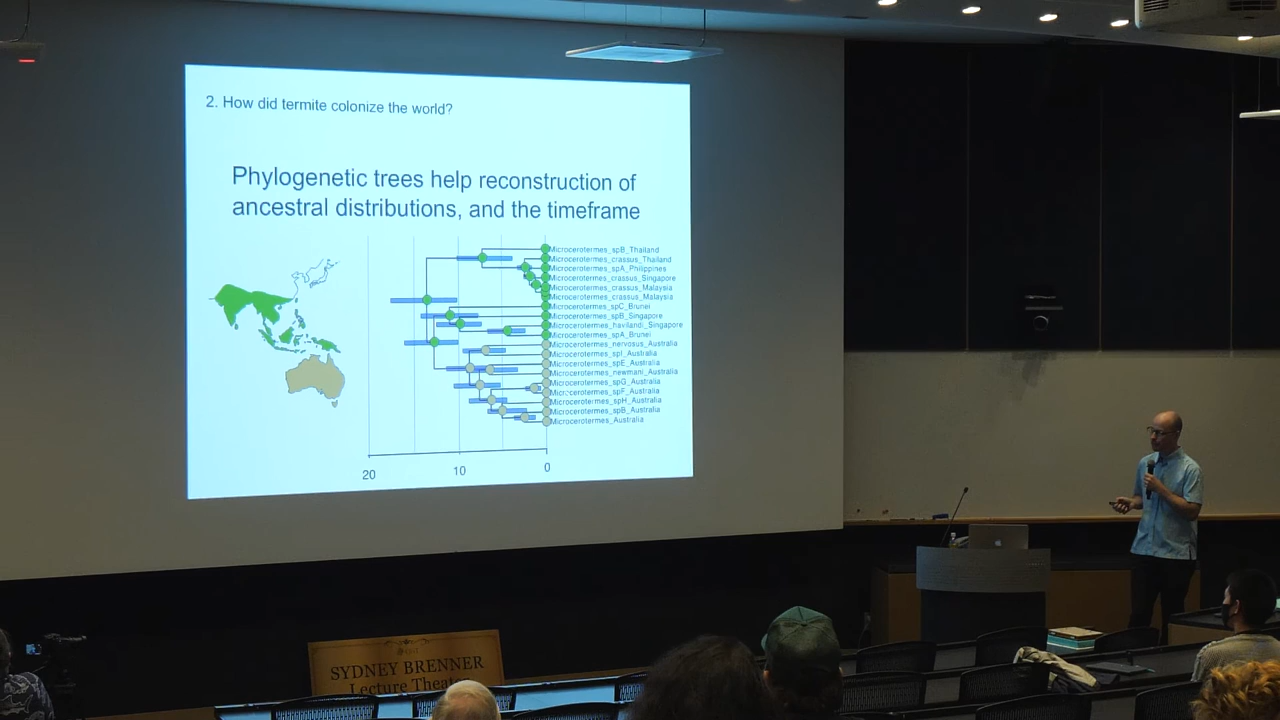 2. How did termite colonize the world?
Phylogenetic trees help reconstruction of
ancestral distributions, and the timeframe
Microcerotermes_spB_Thailand
Microcerotermes_crassus_Thailand
Microcerotermes_spA_Philippines
Microcerotermes_crassus_Singapore
Microcerotermes_crassus_Malaysia
Microcerotermes_crassus_Malaysia
Microcerotermes_spC_Brunei
Microcerotermes_spB_Singapore
Microcerotermes_havilandi_Singapore
Microcerotermes_spA_Brunei
Microcerotermes_nervosus_Australia
Microcerotermes_spI_Australia
Microcerotermes_spE_Australia
Microcerotermes_newmani_Australia
Microcerotermes_spG_Australia
Microcerotermes_spF_Australia
Microcerotermes_spH_Australia
Microcerotermes_spB_Australia
Microcerotermes_Australia
20 10 0
SYDNEY BRENNER
Lecture